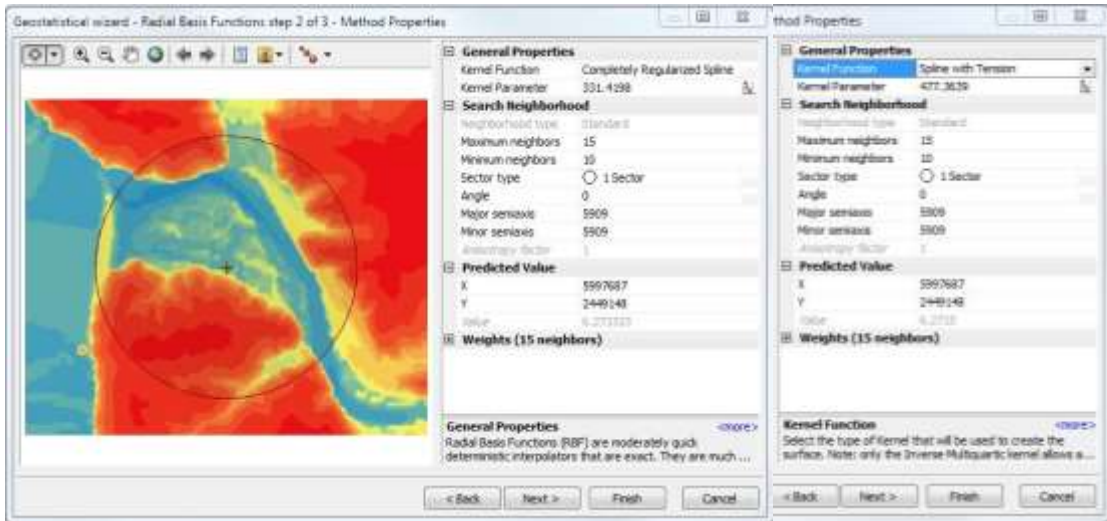 Geostatistical wizard - Radial Basis Functions step 2 of 3 - Method Properties
General Properties
Kernel Function Completely Regularized Spline
Kernel Parameter 331.4198
Search Neighborhood
Neighborhood type Standard
Maximum neighbors 15
Minimum neighbors 10
Sector type 1 Sector
Angle 0
Major semiaxis 5909
Minor semiaxis 5909
Anisotropy factor 1
Predicted Value
X 5997687
Y 2449148
Value
Weights (15 neighbors)
General Properties <more>
Radial Basis Functions (RBF) are moderately quick
deterministic interpolators that are exact. They are much ...
< Back Next > Finish Cancel
thod Properties
General Properties
Kernel Function Spline with Tension
Kernel Parameter 477.3639
Search Neighborhood
Neighborhood type Standard
Maximum neighbors 15
Minimum neighbors 10
Sector type 1 Sector
Angle 0
Major semiaxis 5909
Minor semiaxis 5909
Anisotropy factor 1
Predicted Value
X 5997687
Y 2449148
Value
Weights (15 neighbors)
Kernel Function <more>
Select the type of Kernel that will be used to create the
surface. Note: only the Inverse Multiquartic kernel allows a...
< Back Next > Finish Cancel